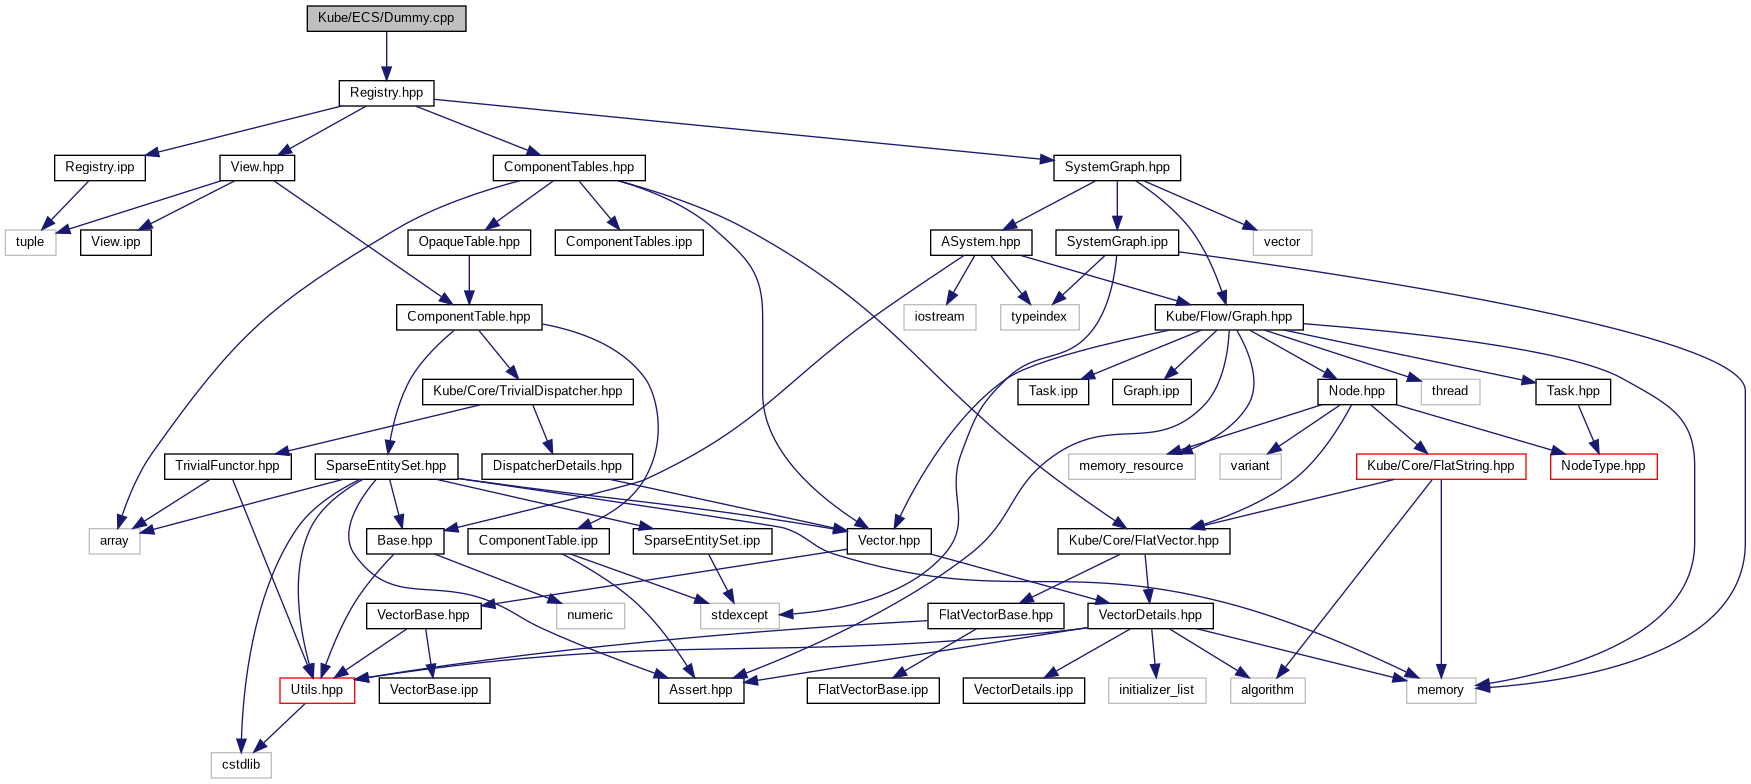 Kube/ECS/Dummy.cpp
Registry.hpp
Registry.ipp
View.hpp
ComponentTables.hpp
SystemGraph.hpp
tuple
View.ipp
OpaqueTable.hpp
ComponentTables.ipp
ASystem.hpp
SystemGraph.ipp
vector
ComponentTable.hpp
iostream
typeindex
Kube/Flow/Graph.hpp
Kube/Core/TrivialDispatcher.hpp
Task.ipp
Graph.ipp
Node.hpp
thread
Task.hpp
TrivialFunctor.hpp
SparseEntitySet.hpp
DispatcherDetails.hpp
memory_resource
variant
Kube/Core/FlatString.hpp
NodeType.hpp
array
Base.hpp
ComponentTable.ipp
SparseEntitySet.ipp
Vector.hpp
Kube/Core/FlatVector.hpp
VectorBase.hpp
numeric
stdexcept
FlatVectorBase.hpp
VectorDetails.hpp
Utils.hpp
VectorBase.ipp
Assert.hpp
FlatVectorBase.ipp
VectorDetails.ipp
initializer_list
algorithm
memory
cstdlib